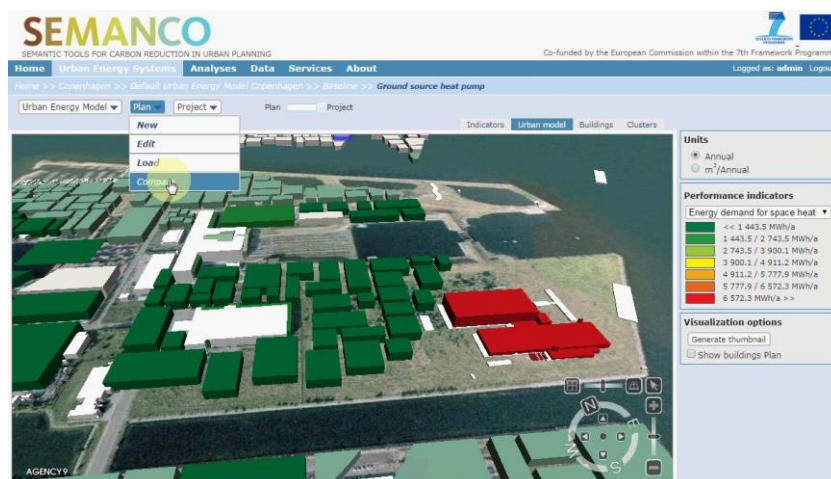 SEMANCO
SEMANTIC TOOLS FOR CARBON REDUCTION IN URBAN PLANNING
Co-funded by the European Commission within the 7th Framework Programm
Home Urban Energy Systems Analyses Data Services About
Logged as: admin Logou
Home >> Copenhagen >> Default Urban Energy Model Copenhagen >> Baseline >> Ground source heat pump
Urban Energy Model Plan Project Plan Project
New
Edit
Load
Compa
Indicators Urban model Buildings Clusters
Units
Annual
m²/Annual
Performance indicators
Energy demand for space heat
<< 1 443.5 MWh/a
1 443.5 / 2 743.5 MWh/a
2 743.5 / 3 900.1 MWh/a
3 900.1 / 4 911.2 MWh/a
4 911.2 / 5 777.9 MWh/a
5 777.9 / 6 572.3 MWh/a
6 572.3 MWh/a >>
Visualization options
Generate thumbnail
Show buildings Plan
N
E
S
AGENCY9